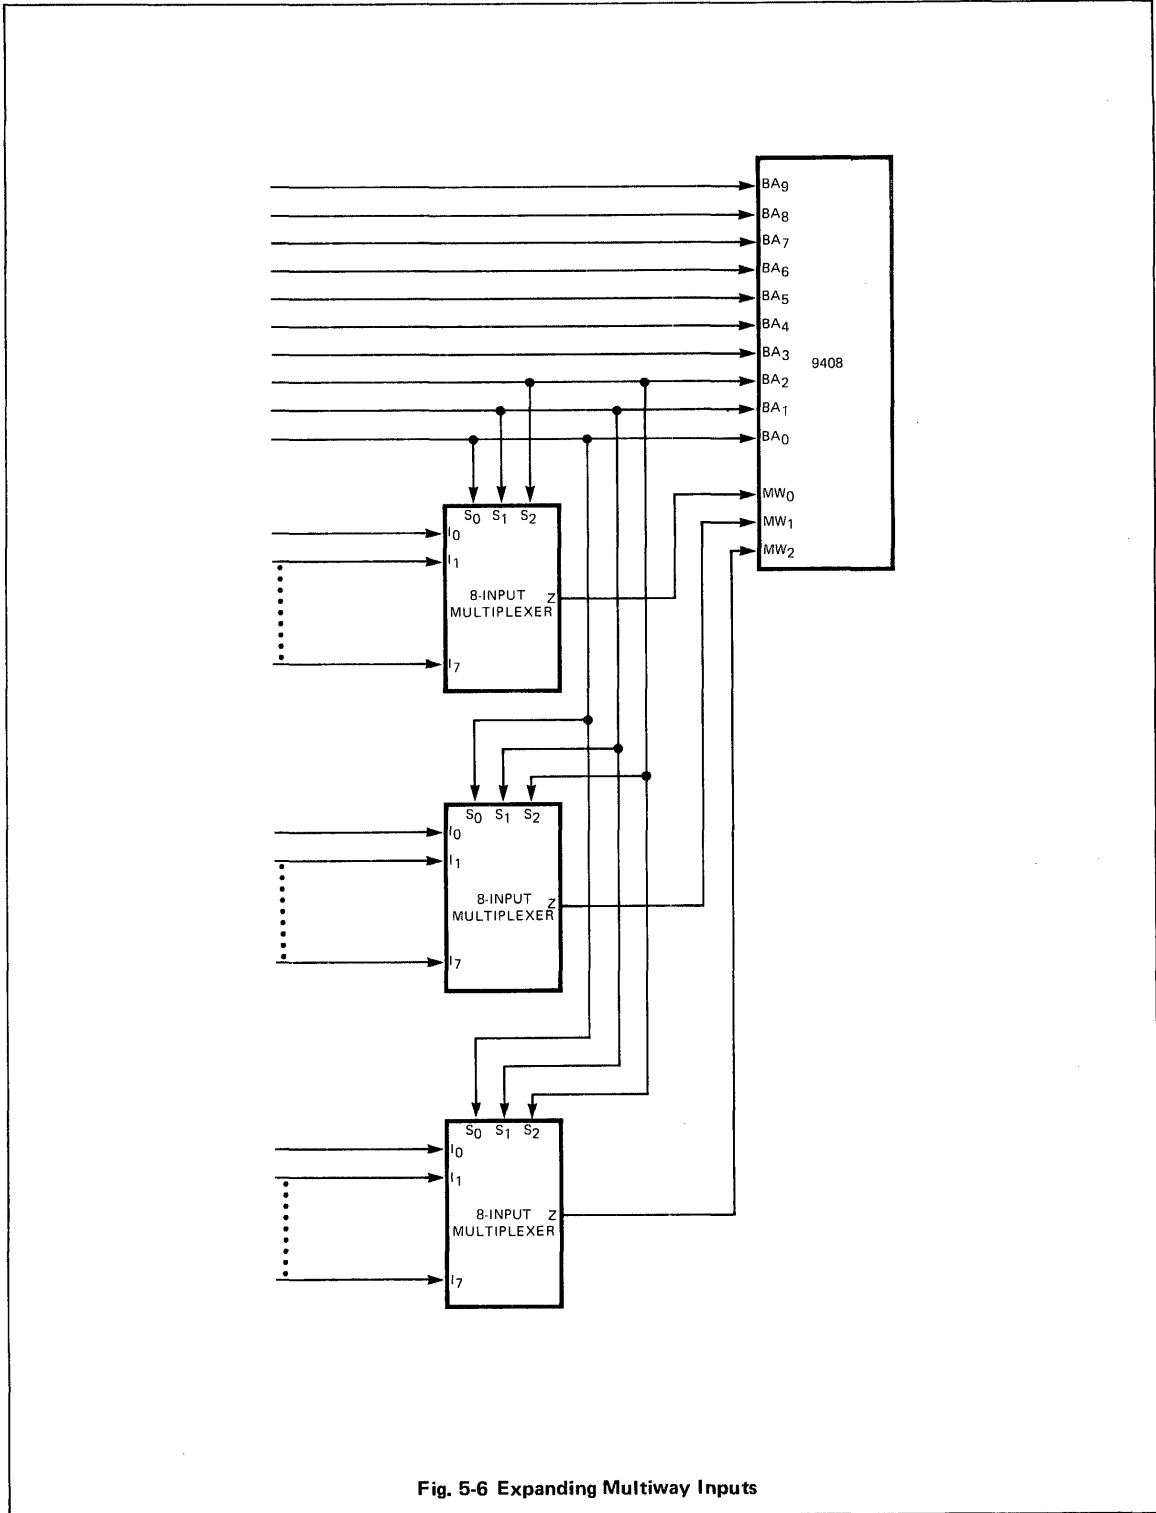 BA9
BA8
BA7
BA6
BA5
BA4
BA3
9408
BA2
BA1
BA0
MW0
MW1
MW2
S0 S1 S2
I0
I1
8-INPUT
MULTIPLEXER
Z
I7
S0 S1 S2
I0
I1
8-INPUT
MULTIPLEXER
Z
I7
S0 S1 S2
I0
I1
8-INPUT
MULTIPLEXER
Z
I7
Fig. 5-6 Expanding Multiway Inputs